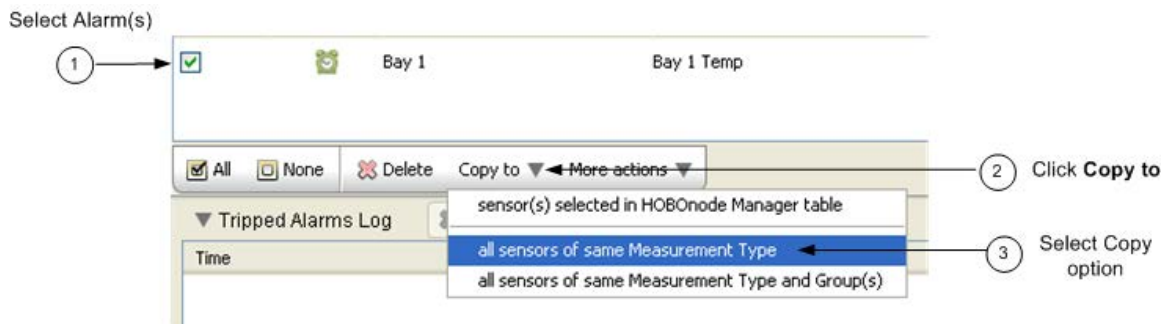 Select Alarm(s)
1
Bay 1 Bay 1 Temp
All None Delete Copy to More actions
2 Click Copy to
sensor(s) selected in HOBOnode Manager table
Tripped Alarms Log
all sensors of same Measurement Type
3 Select Copy
option
Time
all sensors of same Measurement Type and Group(s)